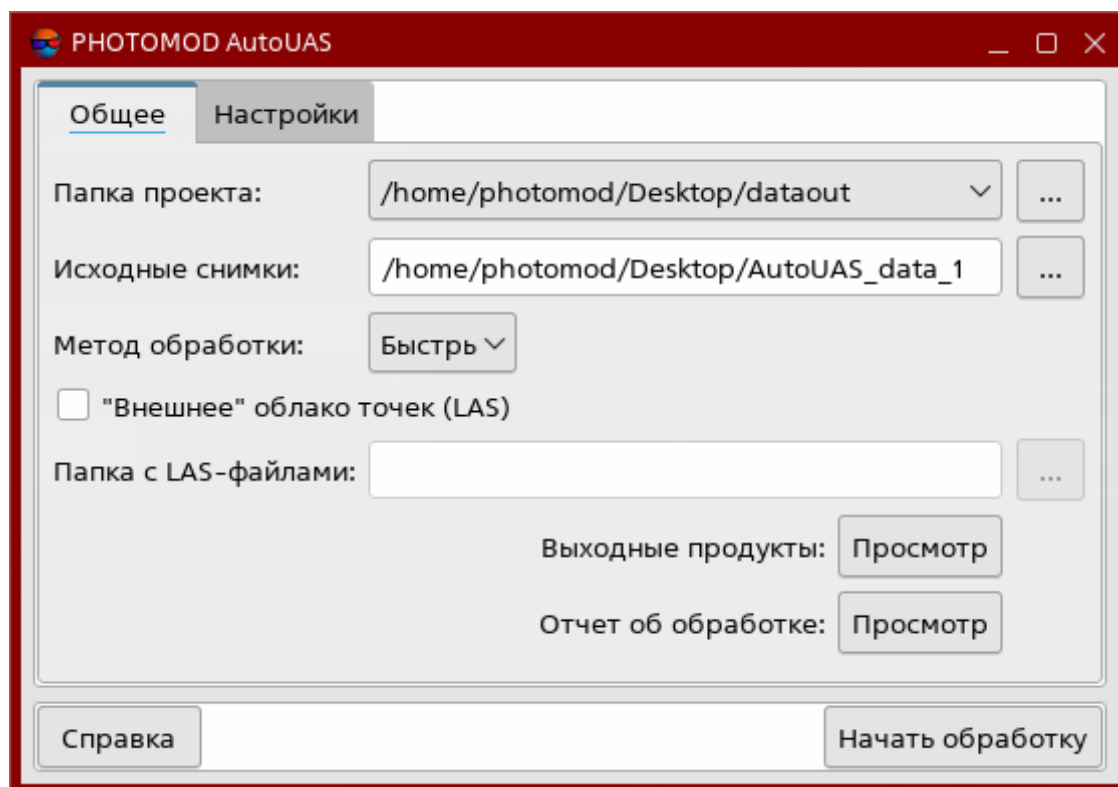 PHOTOMOD AutoUAS
Общее Настройки
Папка проекта: /home/photomod/Desktop/dataout ...
Исходные снимки: /home/photomod/Desktop/AutoUAS_data_1 ...
Метод обработки: Быстрь
"Внешнее" облако точек (LAS)
Папка с LAS-файлами: ...
Выходные продукты: Просмотр
Отчет об обработке: Просмотр
Справка Начать обработку